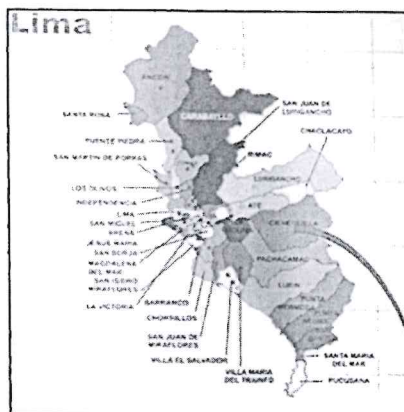 Lima
ANCON
SANTA ROSA
CARABAYLLO
SAN JUAN DE
LURIGANCHO
PUENTE PIEDRA
CHACLACAYO
SAN MARTIN DE PORRAS
RIMAC
LURIGANCHO
LOS OLIVOS
INDEPENDENCIA
ATE
LIMA
SAN MIGUEL
BREÑA
CIENEGUILLA
JESUS MARIA
SAN BORJA
MAGDALENA
DEL MAR
PACHACAMAC
SAN ISIDRO
MIRAFLORES
LURIN
LA VICTORIA
BARRANCO
CHORRILLOS
PUNTA
HERMOSA
SAN JUAN DE
MIRAFLORES
VILLA EL SALVADOR
SANTA MARIA
DEL MAR
VILLA MARIA
DEL TRIUNFO
PUCUSANA